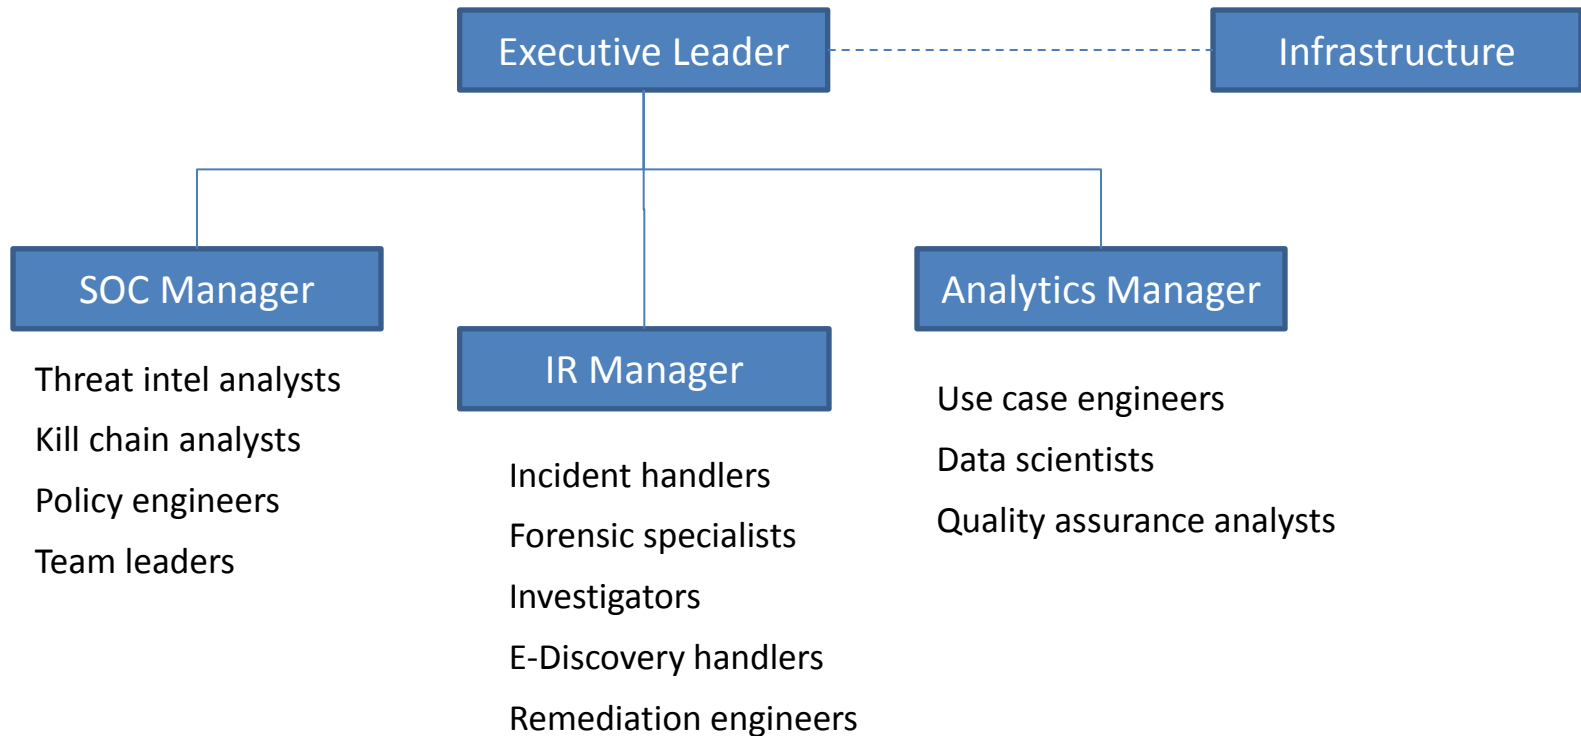 Executive Leader
Infrastructure
SOC Manager
Threat intel analysts
Kill chain analysts
Policy engineers
Team leaders
IR Manager
Incident handlers
Forensic specialists
Investigators
E-Discovery handlers
Remediation engineers
Analytics Manager
Use case engineers
Data scientists
Quality assurance analysts